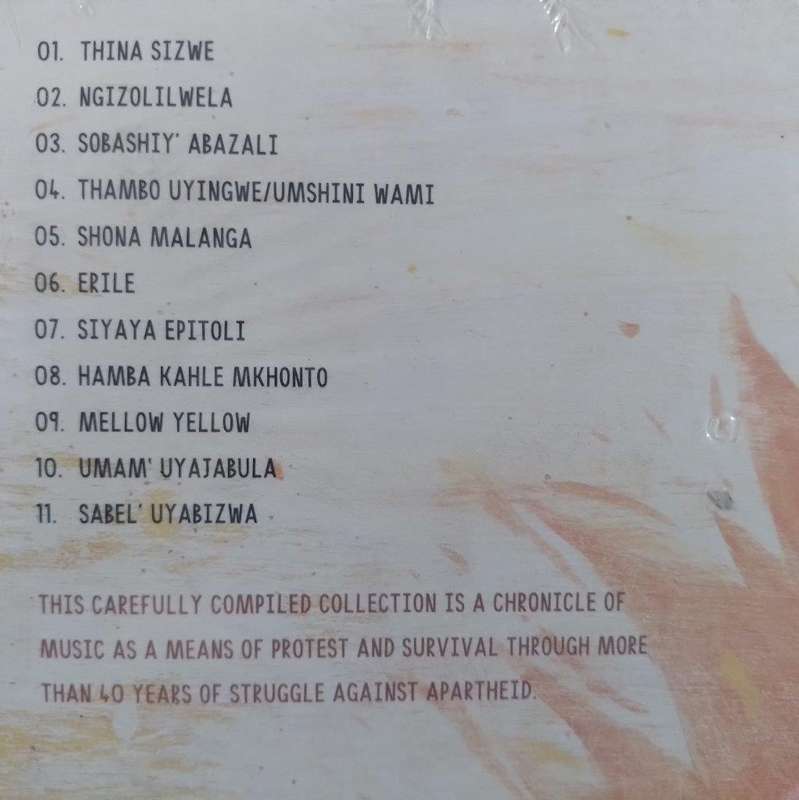 01. THINA SIZWE
02. NGIZOLILWELA
03. SOBASHIY' ABAZALI
04. THAMBO UYINGWE/UMSHINI WAMI
05. SHONA MALANGA
06. ERILE
07. SIYAYA EPITOLI
08. HAMBA KAHLE MKHONTO
09. MELLOW YELLOW
10. UMAM' UYAJABULA
11. SABEL' UYABIZWA
THIS CAREFULLY COMPILED COLLECTION IS A CHRONICLE OF
MUSIC AS A MEANS OF PROTEST AND SURVIVAL THROUGH MORE
THAN 40 YEARS OF STRUGGLE AGAINST APARTHEID.